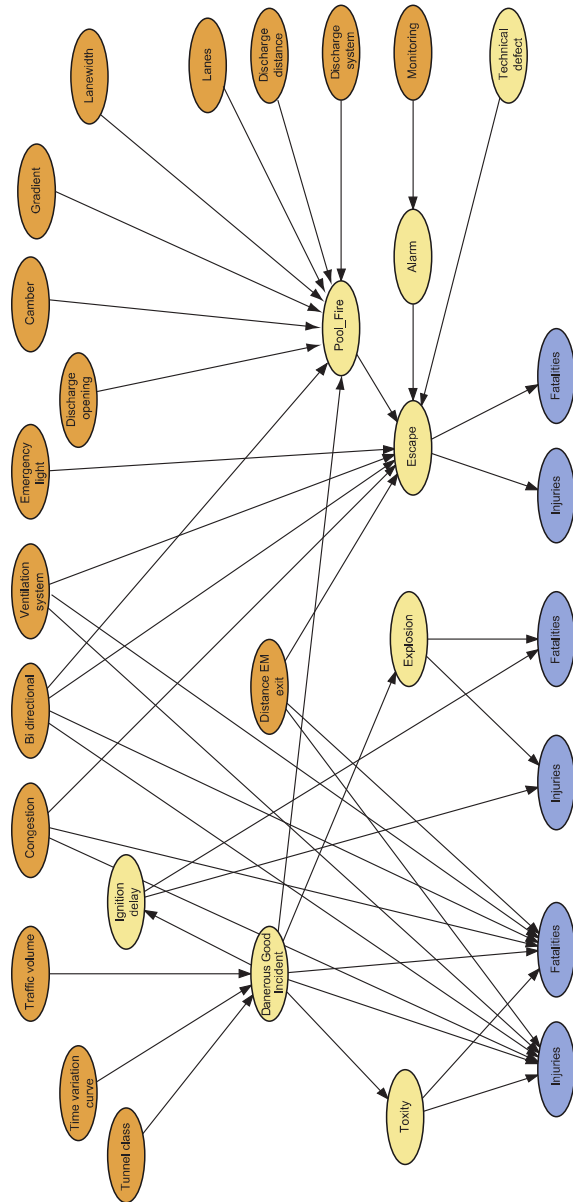 Tunnel class
Time variation
curve
Traffic volume
Congestion
Bi directional
Ventilation
system
Emergency
light
Discharge
opening
Camber
Gradient
Lanewidth
Lanes
Discharge
distance
Discharge
system
Monitoring
Technical
defect
Ignition
delay
Danerous Good
Incident
Distance EM
exit
Pool_Fire
Alarm
Toxity
Explosion
Escape
Injuries
Fatalities
Injuries
Fatalities
Injuries
Fatalities